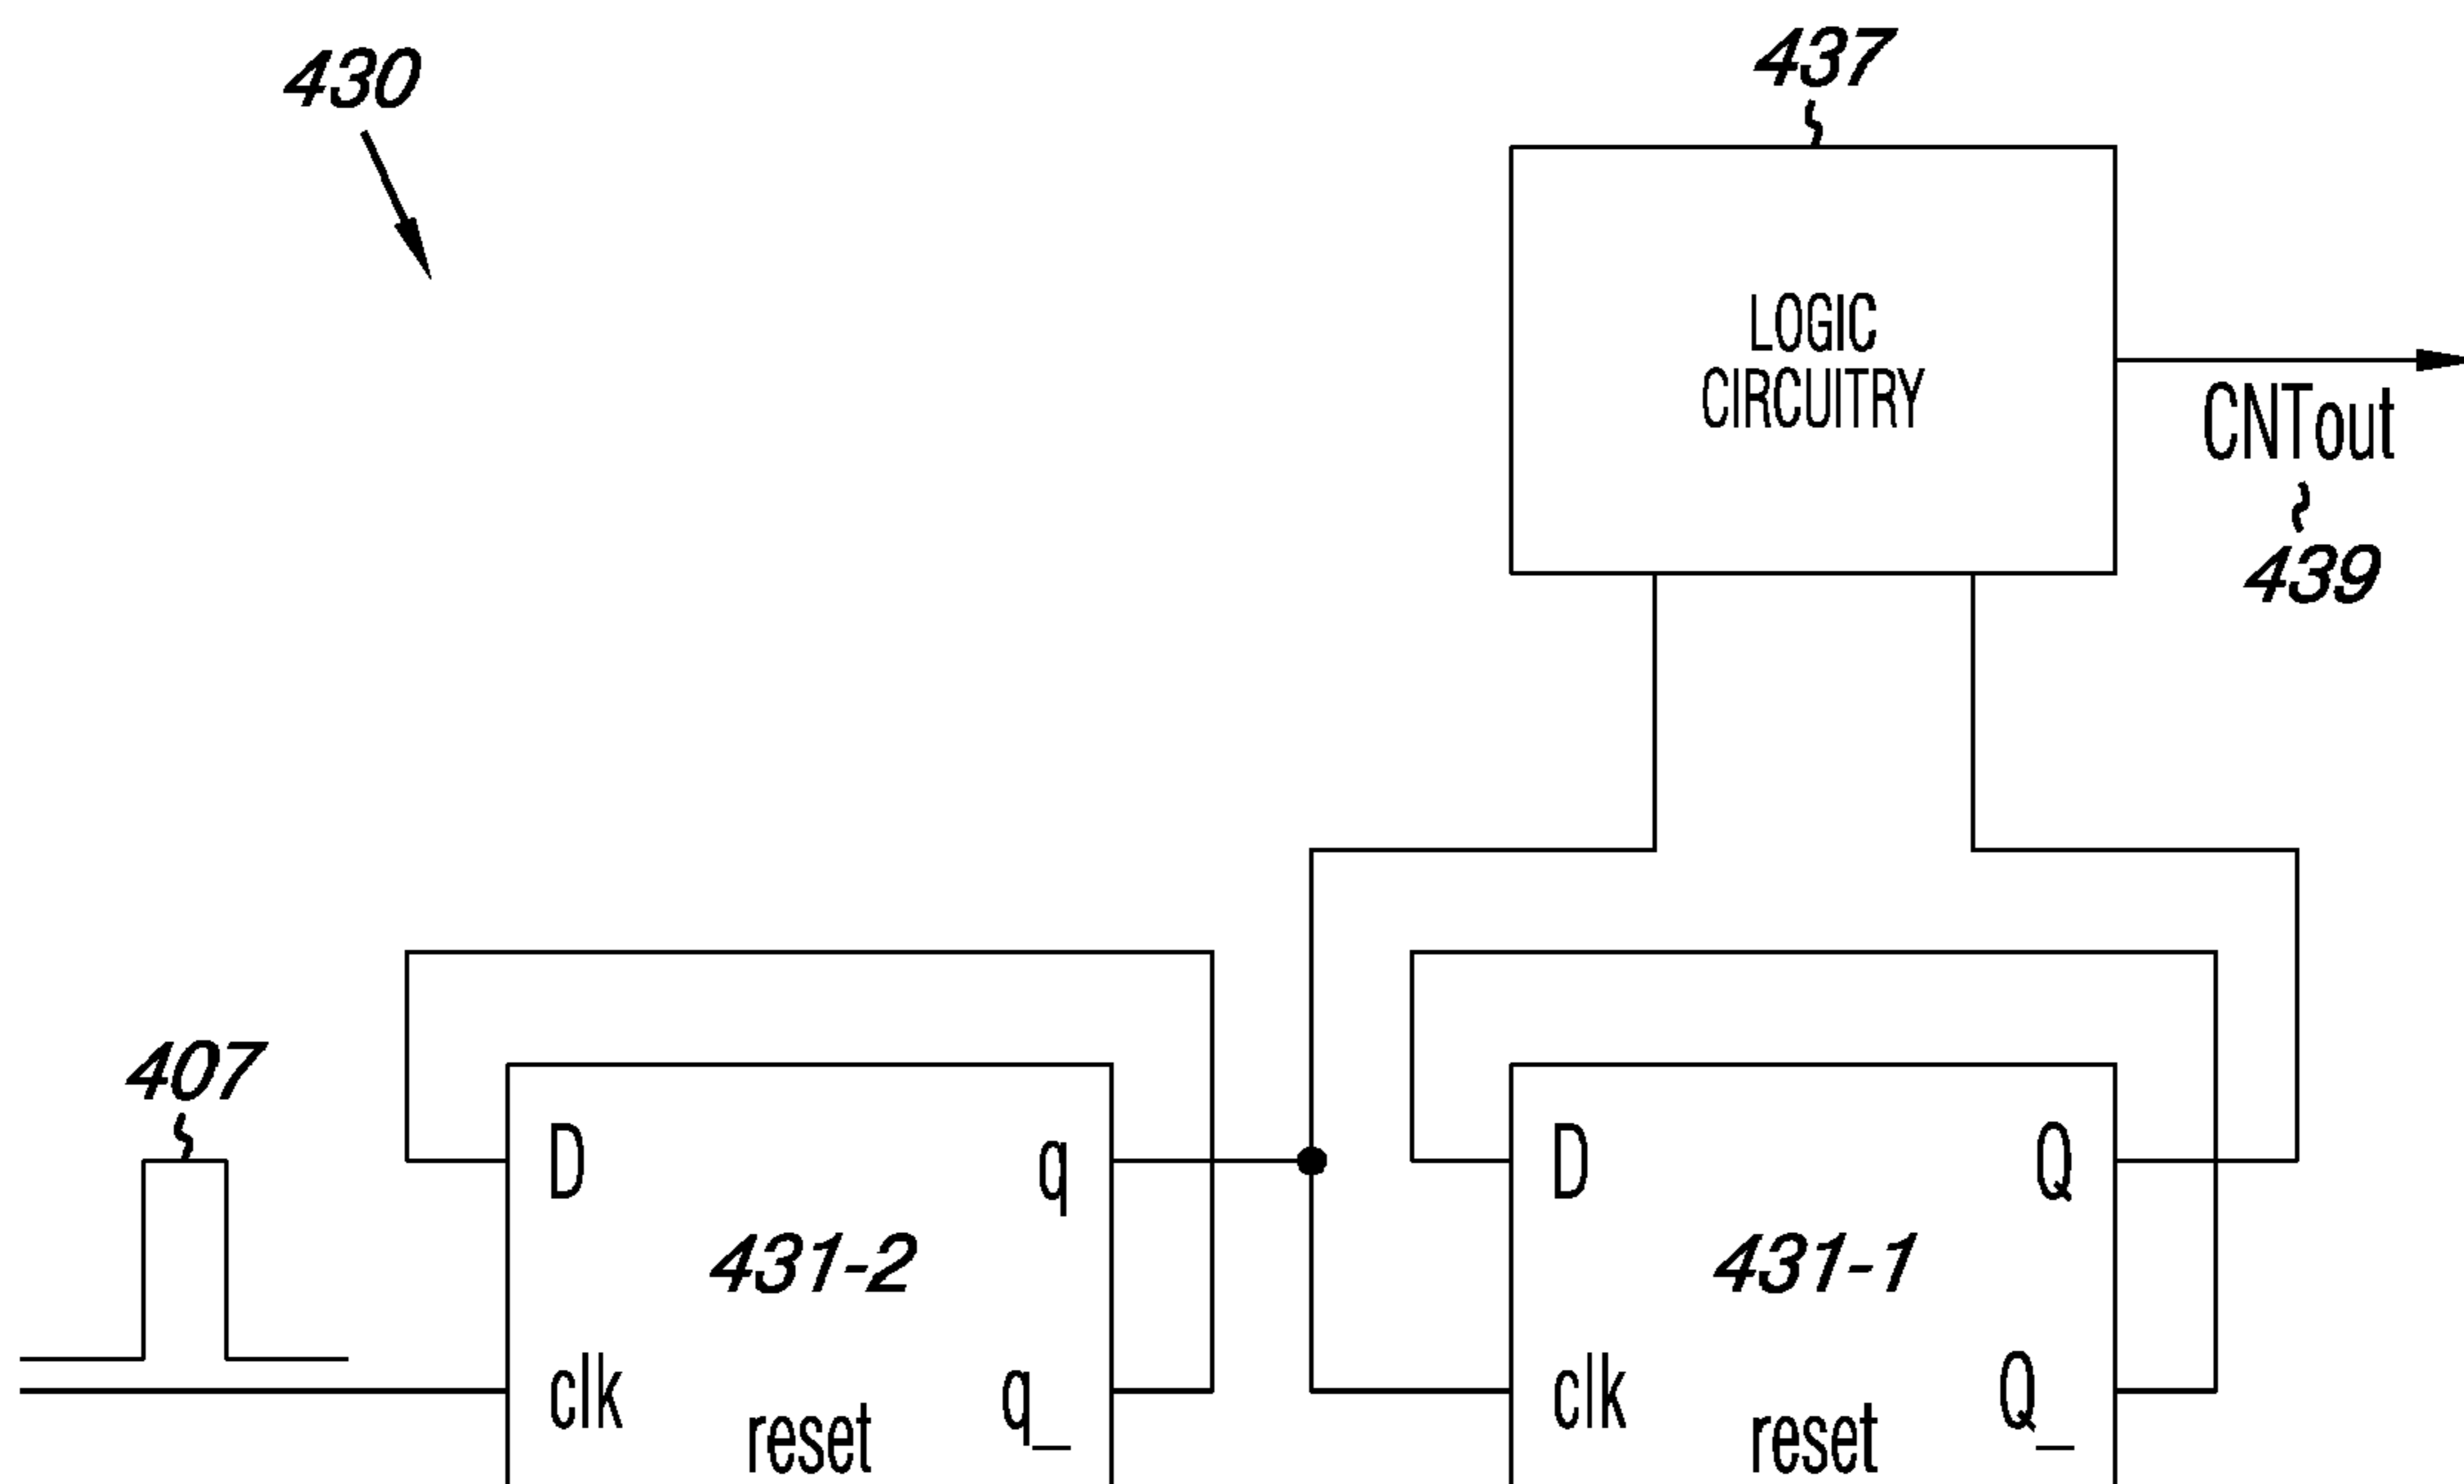 430
437
LOGIC
CIRCUITRY
CNTout
439
407
D
q
431-2
clk
q_
reset
D
Q
431-1
clk
Q_
reset